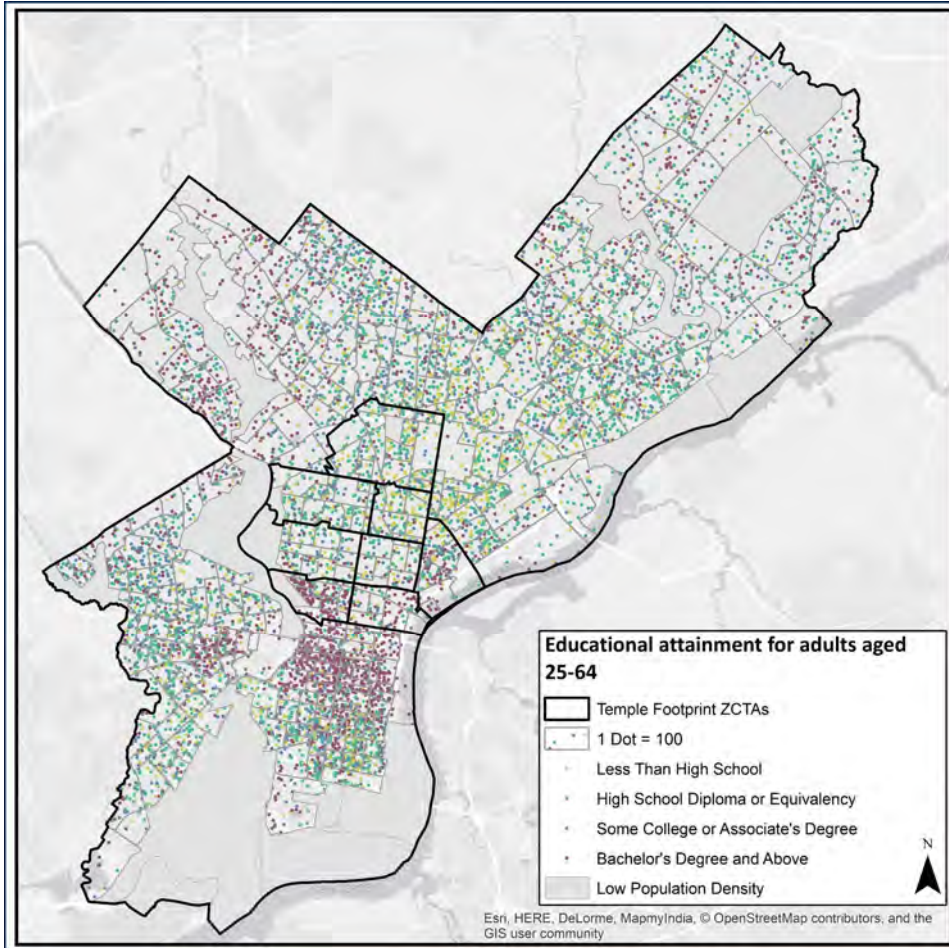 Educational attainment for adults aged
25-64
Temple Footprint ZCTAs
1 Dot = 100
Less Than High School
High School Diploma or Equivalency
Some College or Associate's Degree
Bachelor's Degree and Above
Low Population Density
N
Esri, HERE, DeLorme, MapmyIndia, © OpenStreetMap contributors, and the
GIS user community